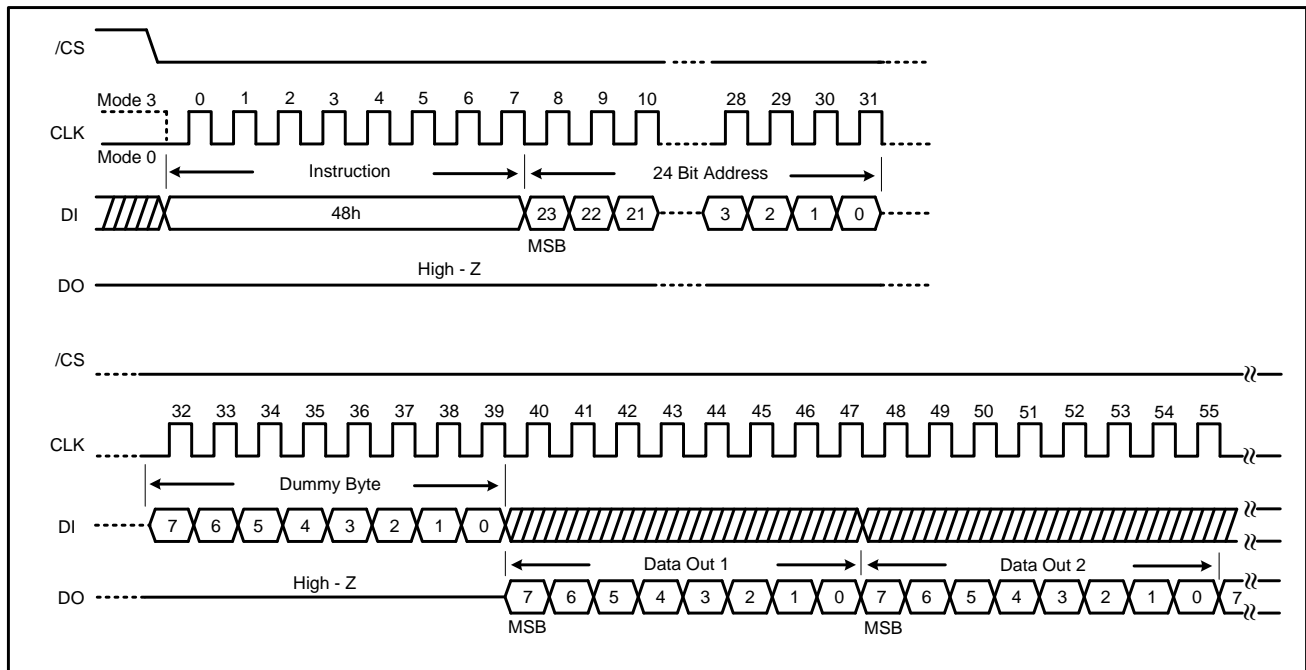 /CS
Mode 3 0 1 2 3 4 5 6 7 8 9 10 28 29 30 31
CLK
Mode 0
Instruction 24 Bit Address
DI 48h 23 22 21 3 2 1 0
MSB
High - Z
DO
/CS
32 33 34 35 36 37 38 39 40 41 42 43 44 45 46 47 48 49 50 51 52 53 54 55
CLK
Dummy Byte
DI 7 6 5 4 3 2 1 0
High - Z Data Out 1 Data Out 2
DO 7 6 5 4 3 2 1 0 7 6 5 4 3 2 1 0 7
MSB MSB